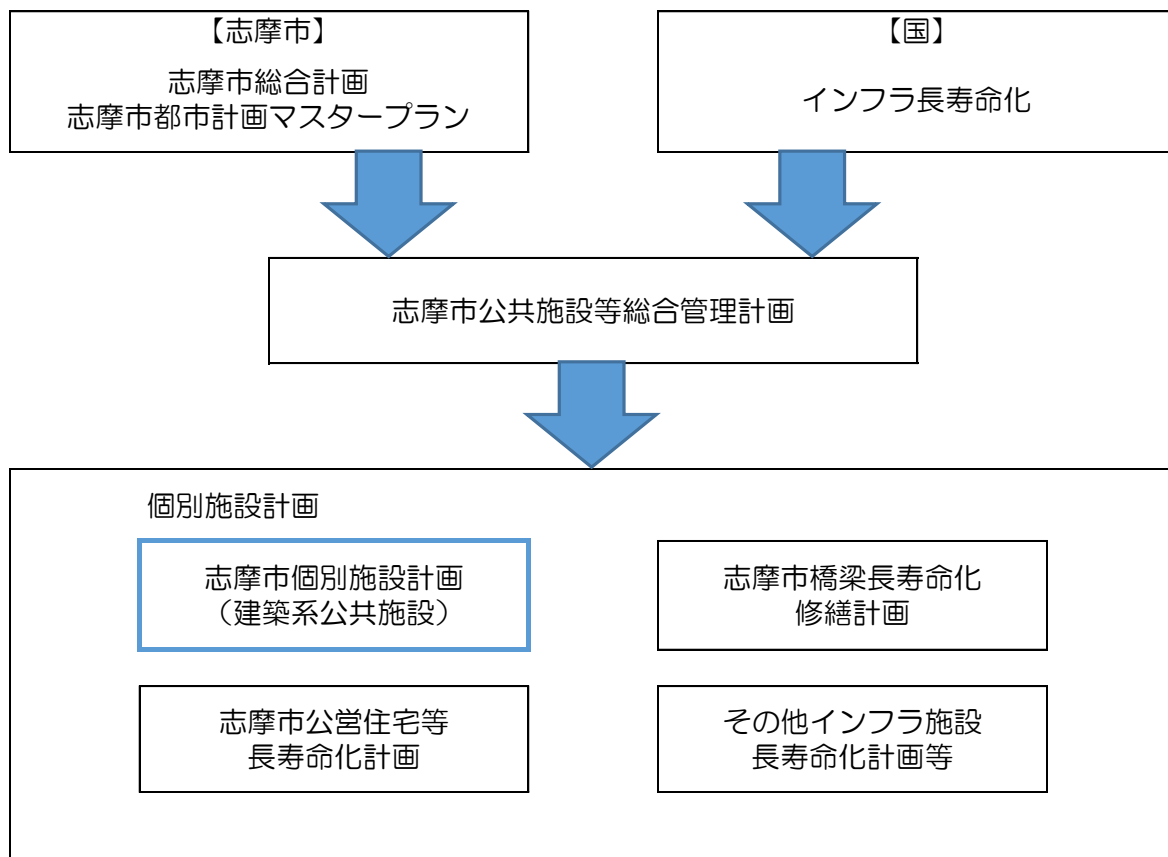 【志摩市】
志摩市総合計画
志摩市都市計画マスタープラン
【国】
インフラ長寿命化
志摩市公共施設等総合管理計画
個別施設計画
志摩市個別施設計画
（建築系公共施設）
志摩市橋梁長寿命化
修繕計画
志摩市公営住宅等
長寿命化計画
その他インフラ施設
長寿命化計画等